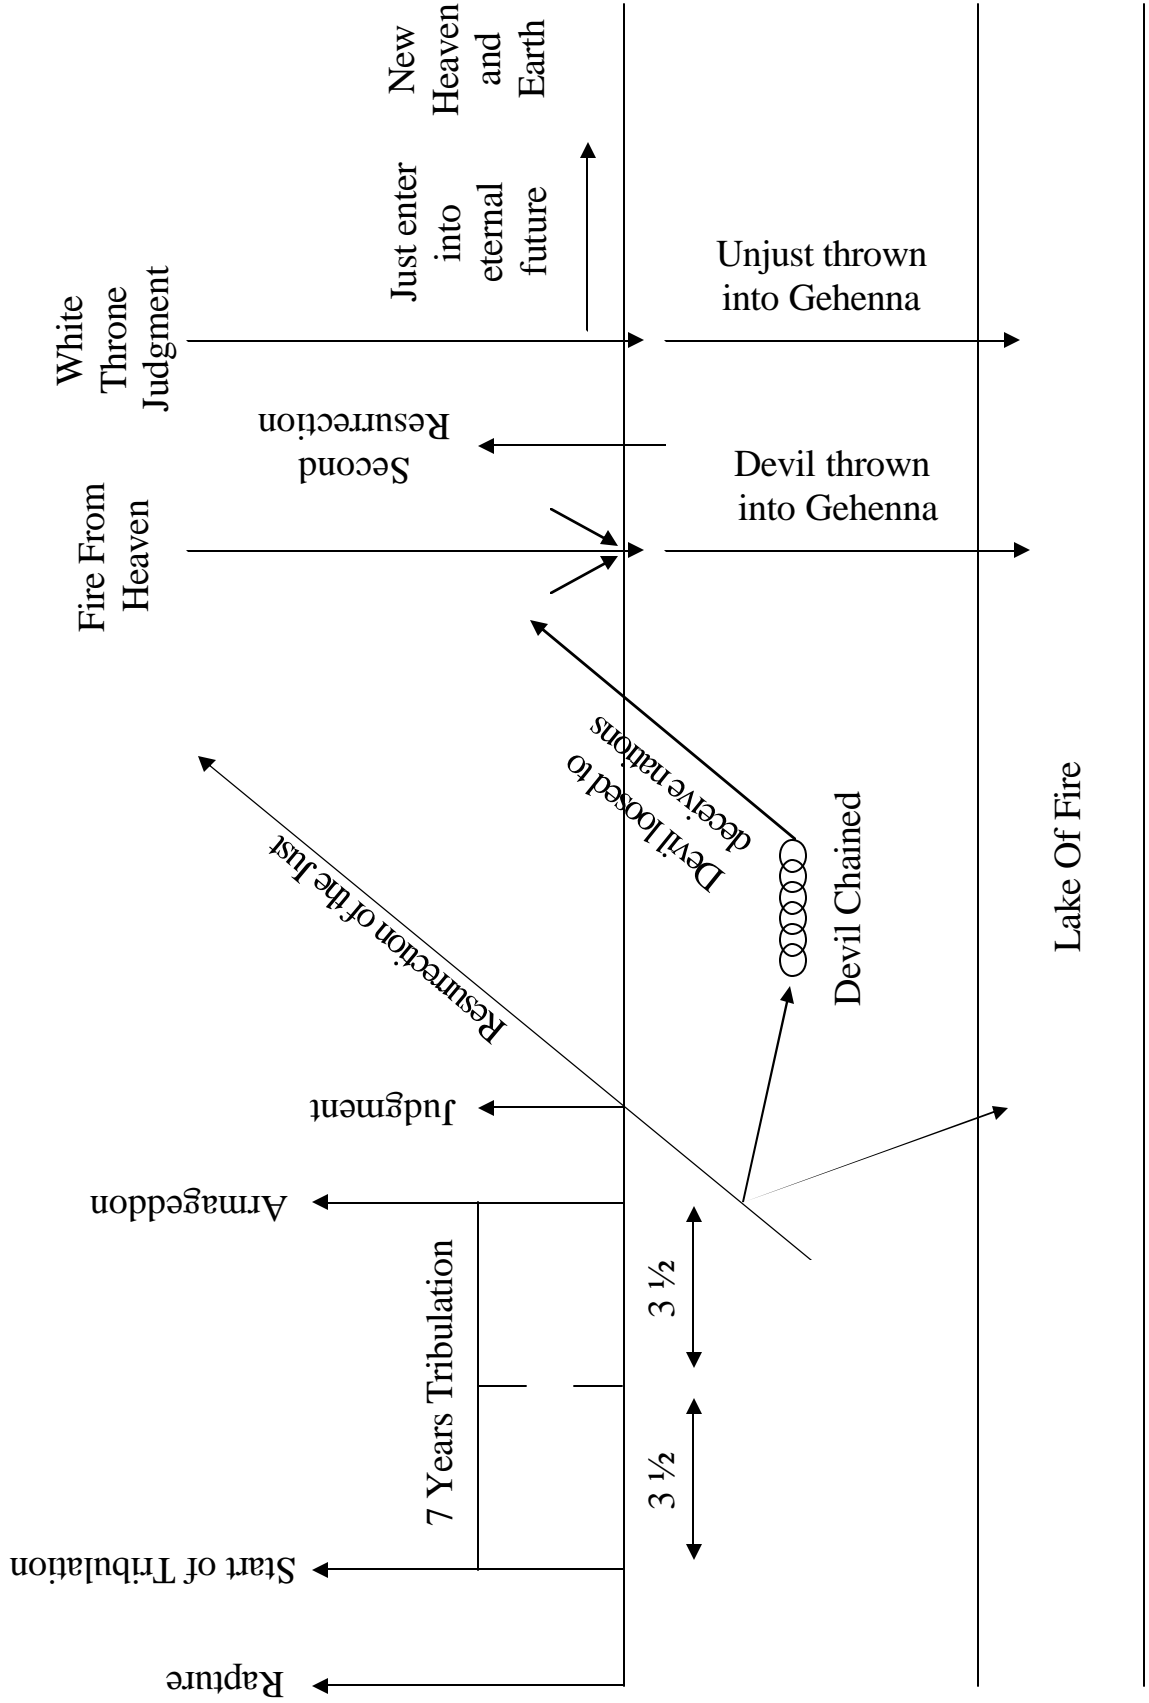 Rapture
Start of Tribulation
7 Years Tribulation
3 ½
3 ½
Armageddon
Judgment
Resurrection of the Just
Devil Chained
Devil loosed to
deceive nations
Lake Of Fire
Fire From
Heaven
Devil thrown
into Gehenna
Second
Resurrection
White
Throne
Judgment
Unjust thrown
into Gehenna
Just enter
into
eternal
future
New
Heaven
and
Earth